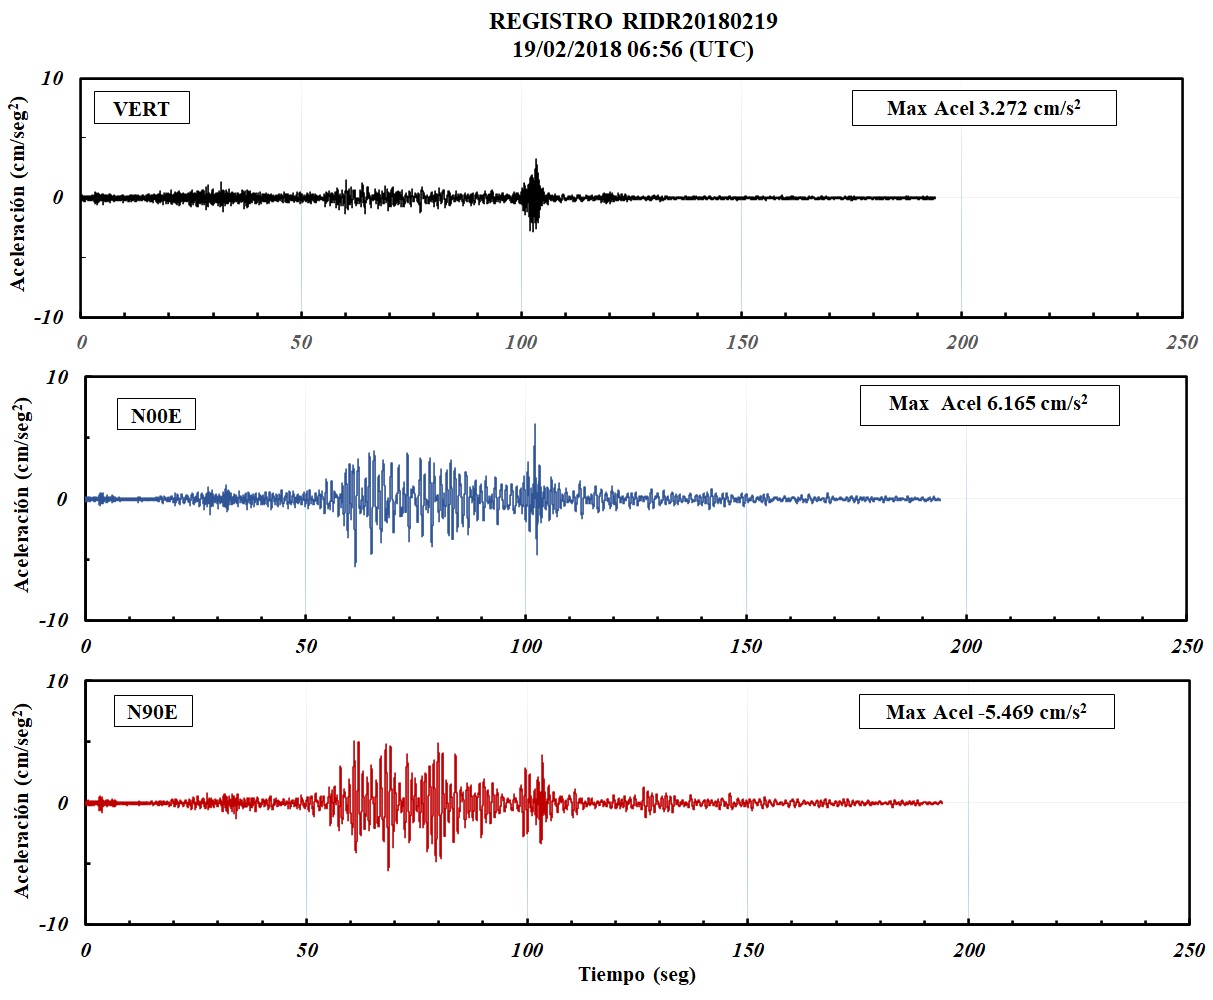 REGISTRO RIDR20180219
19/02/2018 06:56 (UTC)
10
VERT
Max Acel 3.272 cm/s²
Aceleración (cm/seg²)
0
-10
0 50 100 150 200 250
10
N00E
Max Acel 6.165 cm/s²
Aceleración (cm/seg²)
0
-10
0 50 100 150 200 250
10
N90E
Max Acel -5.469 cm/s²
Aceleración (cm/seg²)
0
-10
0 50 100 150 200 250
Tiempo (seg)